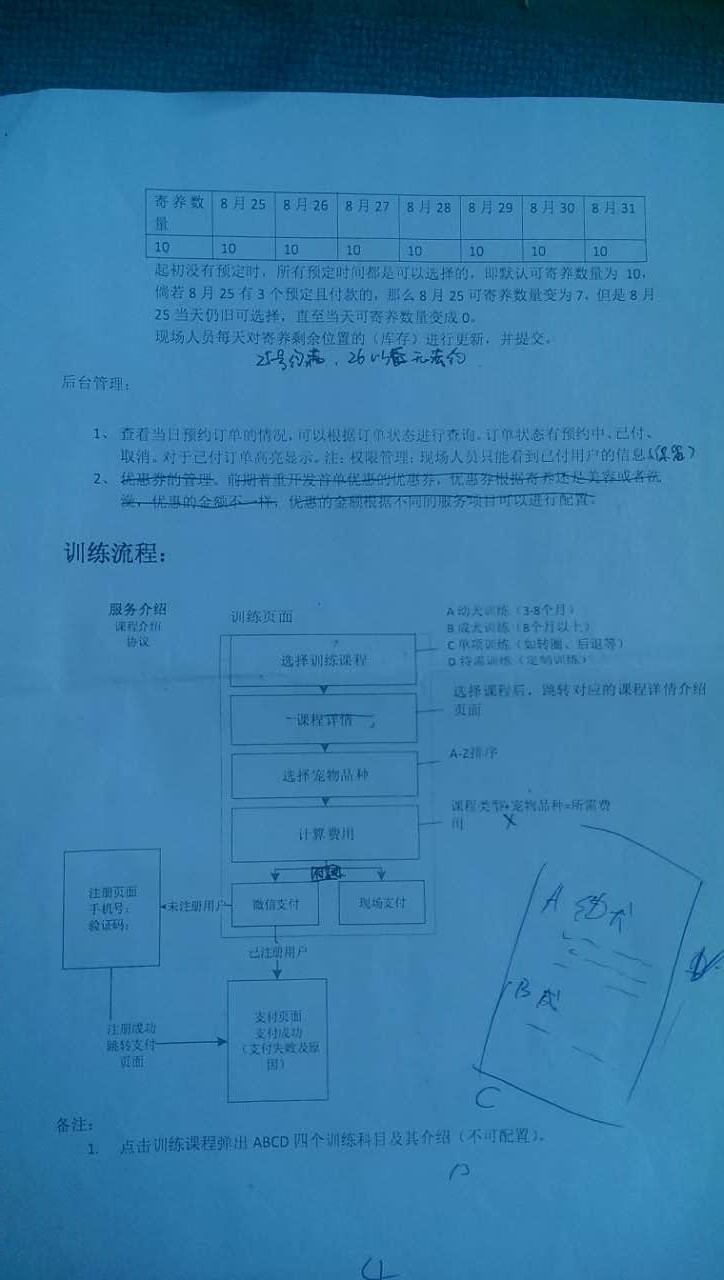 寄养数量 8月25 8月26 8月27 8月28 8月29 8月30 8月31
10 10 10 10 10 10 10 10
起初没有预定时，所有预定时间都是可以选择的，即默认可寄养数量为 10，
倘若8月25有3个预定且付款的，那么8月25可寄养数量变为7，但是8月
25当天仍旧可选择，直至当天可寄养数量变成0。
现场人员每天对寄养剩余位置的（库存）进行更新，并提交。
25号约满，26以 无法约
后台管理：
1、查看当日预约订单的情况，可以根据订单状态进行查询。订单状态有预约中、已付、
取消。对于已付订单高亮显示。注：权限管理：现场人员只能看到已付用户的信息
2、优惠券的管理。前期着重开发首单优惠的优惠券，优惠券根据寄养还是美容或者洗
澡，优惠的金额不一样，优惠的金额根据不同的服务项目可以进行配置。
训练流程：
服务介绍
课程介绍
协议
训练页面
A 幼犬训练（3-8个月）
B 成犬训练（8个月以上）
C 单项训练（如转圈、后退等）
D 特需训练（定制训练）
选择训练课程
选择课程后，跳转对应的课程详情介绍
页面
课程详情
A-Z排序
选择宠物品种
课程类型+宠物品种=所需费
用
X
计算费用
注册页面
手机号：
验证码：
未注册用户
微信支付
现场支付
已注册用户
A 幼犬
B 成
C
支付页面
支付成功
（支付失败及原
因）
注册成功
跳转支付
页面
备注：
1. 点击训练课程弹出 ABCD 四个训练科目及其介绍（不可配置）。
4